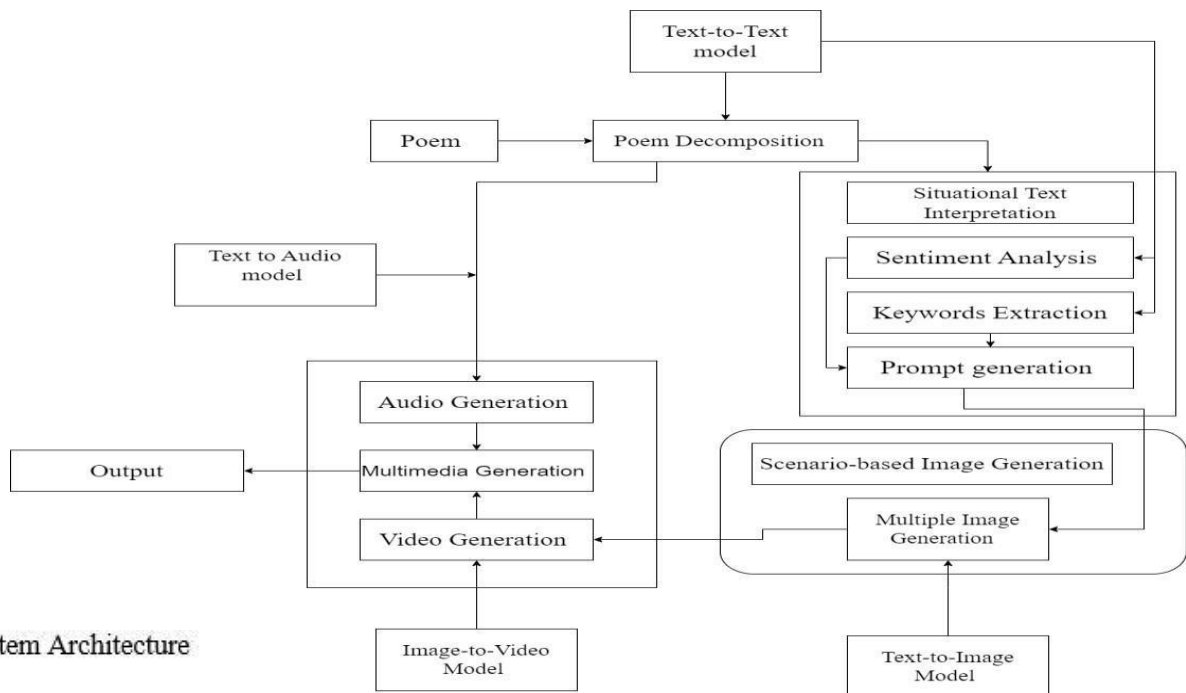 Text-to-Text
model
Poem
Poem Decomposition
Situational Text
Interpretation
Text to Audio
model
Sentiment Analysis
Keywords Extraction
Prompt generation
Audio Generation
Scenario-based Image Generation
Output
Multimedia Generation
Multiple Image
Generation
Video Generation
tem Architecture
Image-to-Video
Model
Text-to-Image
Model